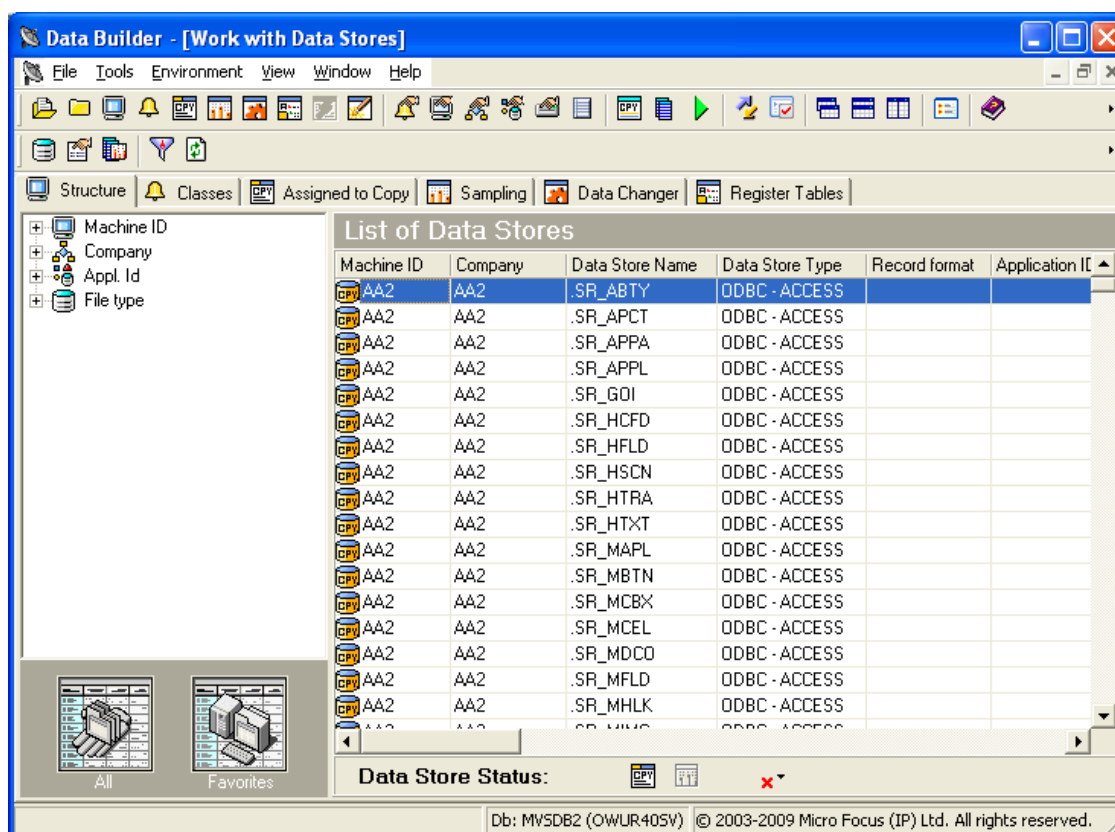 Data Builder - [Work with Data Stores]
File Tools Environment View Window Help
Structure Classes Assigned to Copy Sampling Data Changer Register Tables
Machine ID
Company
Appl. Id
File type
List of Data Stores
Machine ID Company Data Store Name Data Store Type Record format Application ID
AA2 AA2 .SR_ABTY ODBC - ACCESS
AA2 AA2 .SR_APCT ODBC - ACCESS
AA2 AA2 .SR_APPA ODBC - ACCESS
AA2 AA2 .SR_APPL ODBC - ACCESS
AA2 AA2 .SR_GOI ODBC - ACCESS
AA2 AA2 .SR_HCFD ODBC - ACCESS
AA2 AA2 .SR_HFLD ODBC - ACCESS
AA2 AA2 .SR_HSCN ODBC - ACCESS
AA2 AA2 .SR_HTRA ODBC - ACCESS
AA2 AA2 .SR_HTXT ODBC - ACCESS
AA2 AA2 .SR_MAPL ODBC - ACCESS
AA2 AA2 .SR_MBTN ODBC - ACCESS
AA2 AA2 .SR_MCBX ODBC - ACCESS
AA2 AA2 .SR_MCEL ODBC - ACCESS
AA2 AA2 .SR_MDCO ODBC - ACCESS
AA2 AA2 .SR_MFLD ODBC - ACCESS
AA2 AA2 .SR_MHLK ODBC - ACCESS
All Favorites
Data Store Status: CPY
Db: MVSDB2 (OWUR40SV) © 2003-2009 Micro Focus (IP) Ltd. All rights reserved.